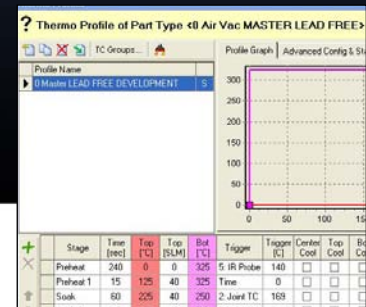 ? Thermo Profile of Part Type <0 Air Vac MASTER LEAD FREE>
TC Groups...
Profile Graph Advanced Config & Sta
Profile Name
0 Master LEAD FREE DEVELOPMENT S
300
250
200
150
100
50
0
0 50 100 15
Stage Time [sec] Top [°C] Top [SLM] Bot [°C] Trigger Trigger [C] Center Cool Top Cool Bo Co
Preheat 240 0 0 325 5: IR Probe 140
Preheat 1 15 125 40 325 Time 0
Soak 60 225 40 250 2: Joint TC 169